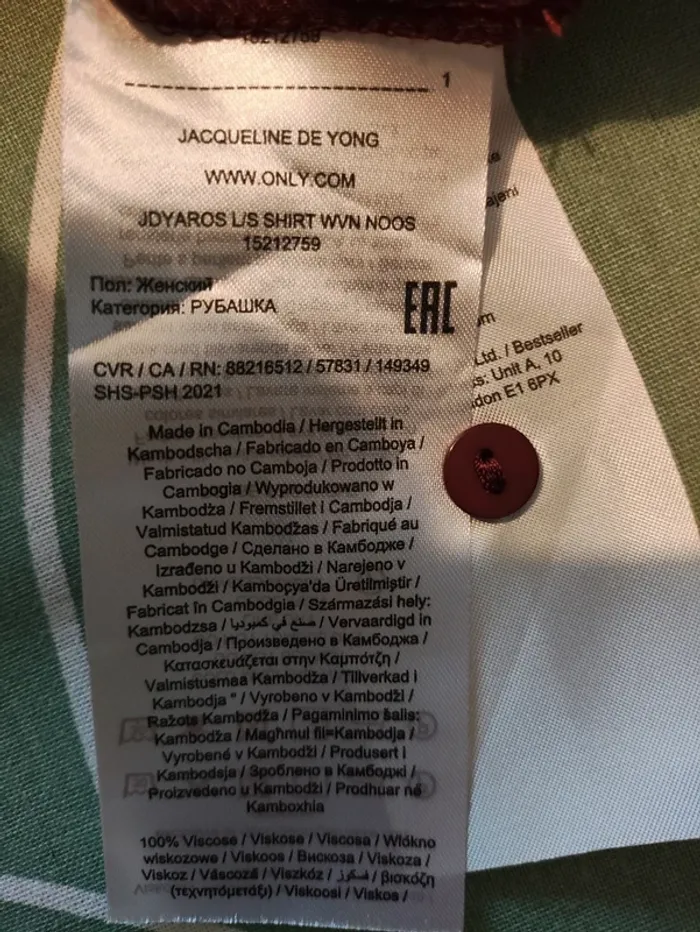 15212759
1
JACQUELINE DE YONG
WWW.ONLY.COM
JDYAROS L/S SHIRT WVN NOOS
15212759
Пол: Женский
Категория: РУБАШКА
EAC
CVR / CA / RN: 88216512 / 57831 / 149349
SHS-PSH 2021
Made in Cambodia / Hergestellt in
Kambodscha / Fabricado en Camboya /
Fabricado no Camboja / Prodotto in
Cambogia / Wyprodukowano w
Kambodża / Fremstillet i Cambodja /
Valmistatud Kambodžas / Fabriqué au
Cambodge / Сделано в Камбодже /
Izrađeno u Kambodži / Narejeno v
Kambodži / Kamboçya'da Üretilmiştir /
Fabricat în Cambodgia / Származási hely:
Kambodzsa / صنع في كمبوديا / Vervaardigd in
Cambodja / Произведено в Камбоджа /
Κατασκευάζεται στην Καμπότζη /
Valmistusmaa Kambodža / Tillverkad i
Kambodja " / Vyrobeno v Kambodži /
Ražots Kambodža / Pagaminimo šalis:
Kambodža / Magħmul fil=Kambodja /
Vyrobené v Kambodži / Produsert i
Kambodsja / Зроблено в Камбоджі /
Proizvedeno u Kambodži / Prodhuar në
Kamboxhia
100% Viscose / Viskose / Viscosa / Włókno
wiskozowe / Viskoos / Вискоза / Viskoza /
Viskoz / Vâscoză / Viszkóz / فسكوز / βισκόζη
(τεχνητόμετάξι) / Viskoosi / Viskos /
Ltd. / Bestseller
s: Unit A, 10
don E1 6PX